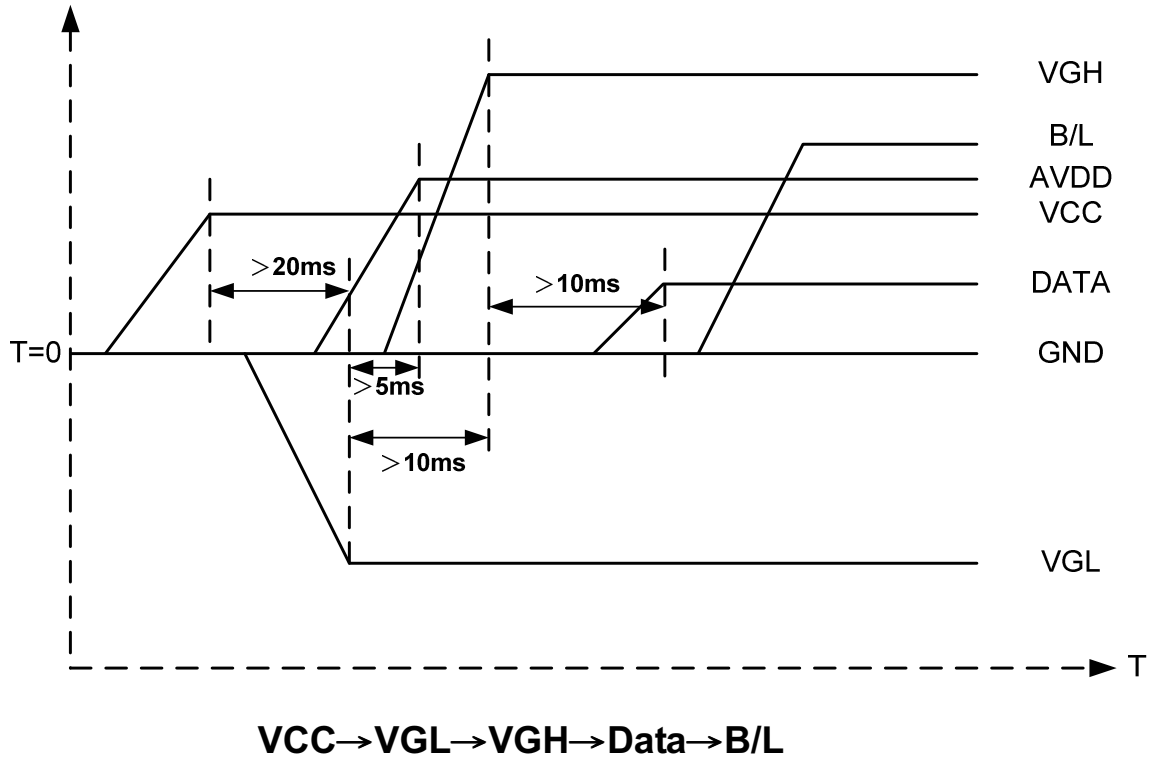 VGH
B/L
AVDD
VCC
>20ms
>10ms
DATA
T=0
GND
>5ms
>10ms
VGL
T
VCC→VGL→VGH→Data→B/L